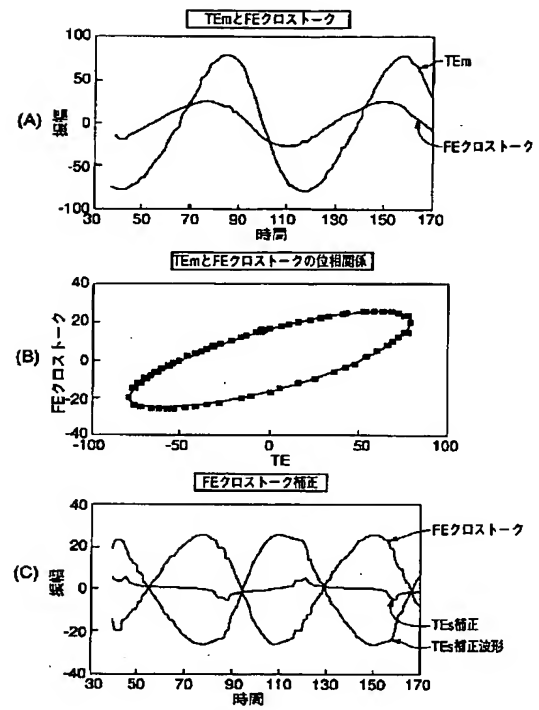 TEmとFEクロストーク
(A)
振幅
100
50
0
-50
-100
TEm
FEクロストーク
30 50 70 90 110 130 150 170
時間
TEmとFEクロストークの位相関係
(B)
FEクロストーク
40
20
0
-20
-40
-100 -50 0 50 100
TE
FEクロストーク補正
(C)
振幅
40
20
0
-20
-40
FEクロストーク
TEs補正
TEs補正波形
30 50 70 90 110 130 150 170
時間